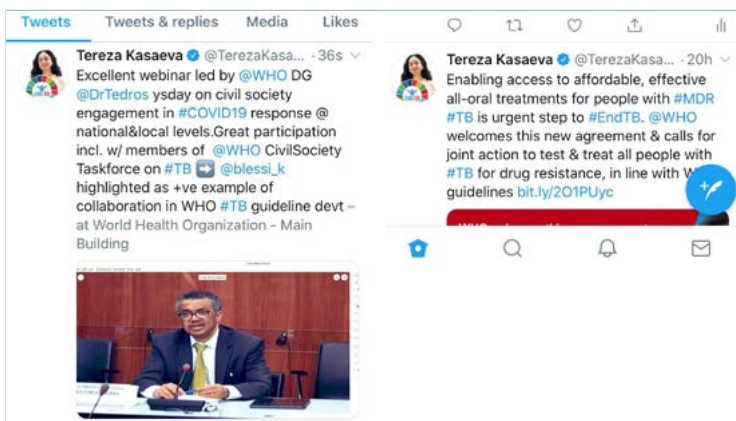 Tweets Tweets & replies Media Likes
Tereza Kasaeva @TerezaKasa... · 36s
Excellent webinar led by @WHO DG
@DrTedros ysday on civil society
engagement in #COVID19 response @
national&local levels.Great participation
incl. w/ members of @WHO CivilSociety
Taskforce on #TB ➡️ @blessi_k
highlighted as +ve example of
collaboration in WHO #TB guideline devt –
at World Health Organization - Main
Building
Tereza Kasaeva @TerezaKasa... · 20h
Enabling access to affordable, effective
all-oral treatments for people with #MDR
#TB is urgent step to #EndTB. @WHO
welcomes this new agreement & calls for
joint action to test & treat all people with
#TB for drug resistance, in line with
guidelines bit.ly/2O1PUyc